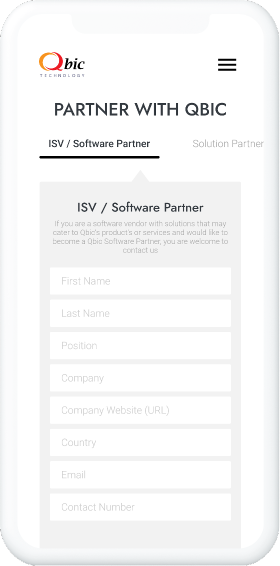 Qbic
TECHNOLOGY
PARTNER WITH QBIC
ISV / Software Partner
Solution Partner
ISV / Software Partner
If you are a software vendor with solutions that may
cater to Qbic's product's or services and would like to
become a Qbic Software Partner, you are welcome to
contact us
First Name
Last Name
Position
Company
Company Website (URL)
Country
Email
Contact Number